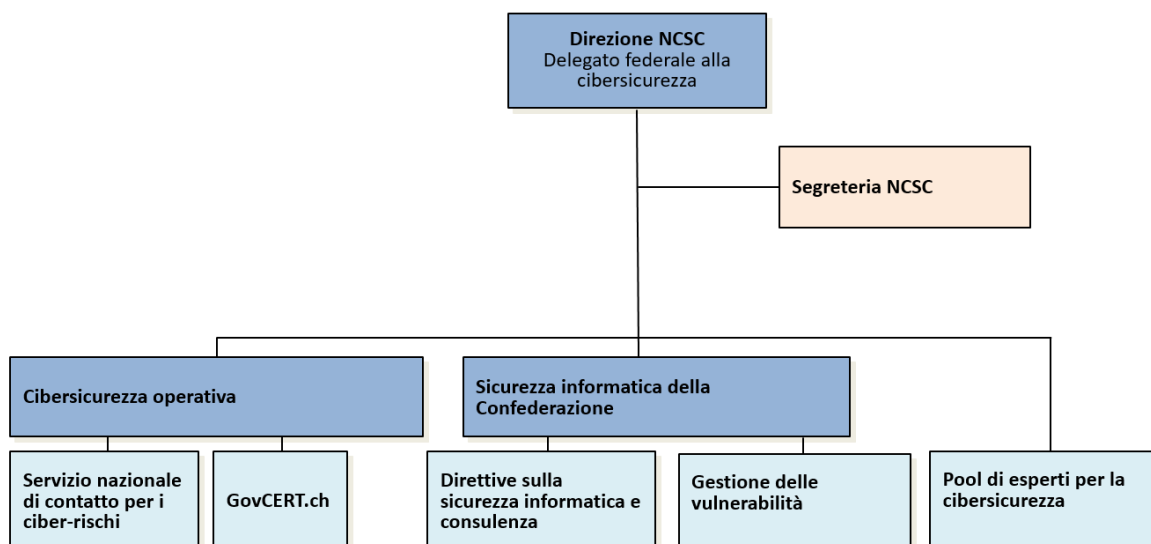 Direzione NCSC
Delegato federale alla
cibersicurezza
Segreteria NCSC
Cibersicurezza operativa
Sicurezza informatica della
Confederazione
Servizio nazionale
di contatto per i
ciber-rischi
GovCERT.ch
Direttive sulla
sicurezza informatica e
consulenza
Gestione delle
vulnerabilità
Pool di esperti per la
cibersicurezza